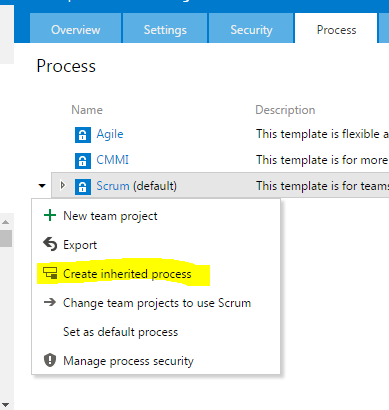 Overview Settings Security Process
Process
Name Description
Agile This template is flexible a
CMMI This template is for more
Scrum (default) This template is for teams
New team project
Export
Create inherited process
Change team projects to use Scrum
Set as default process
Manage process security